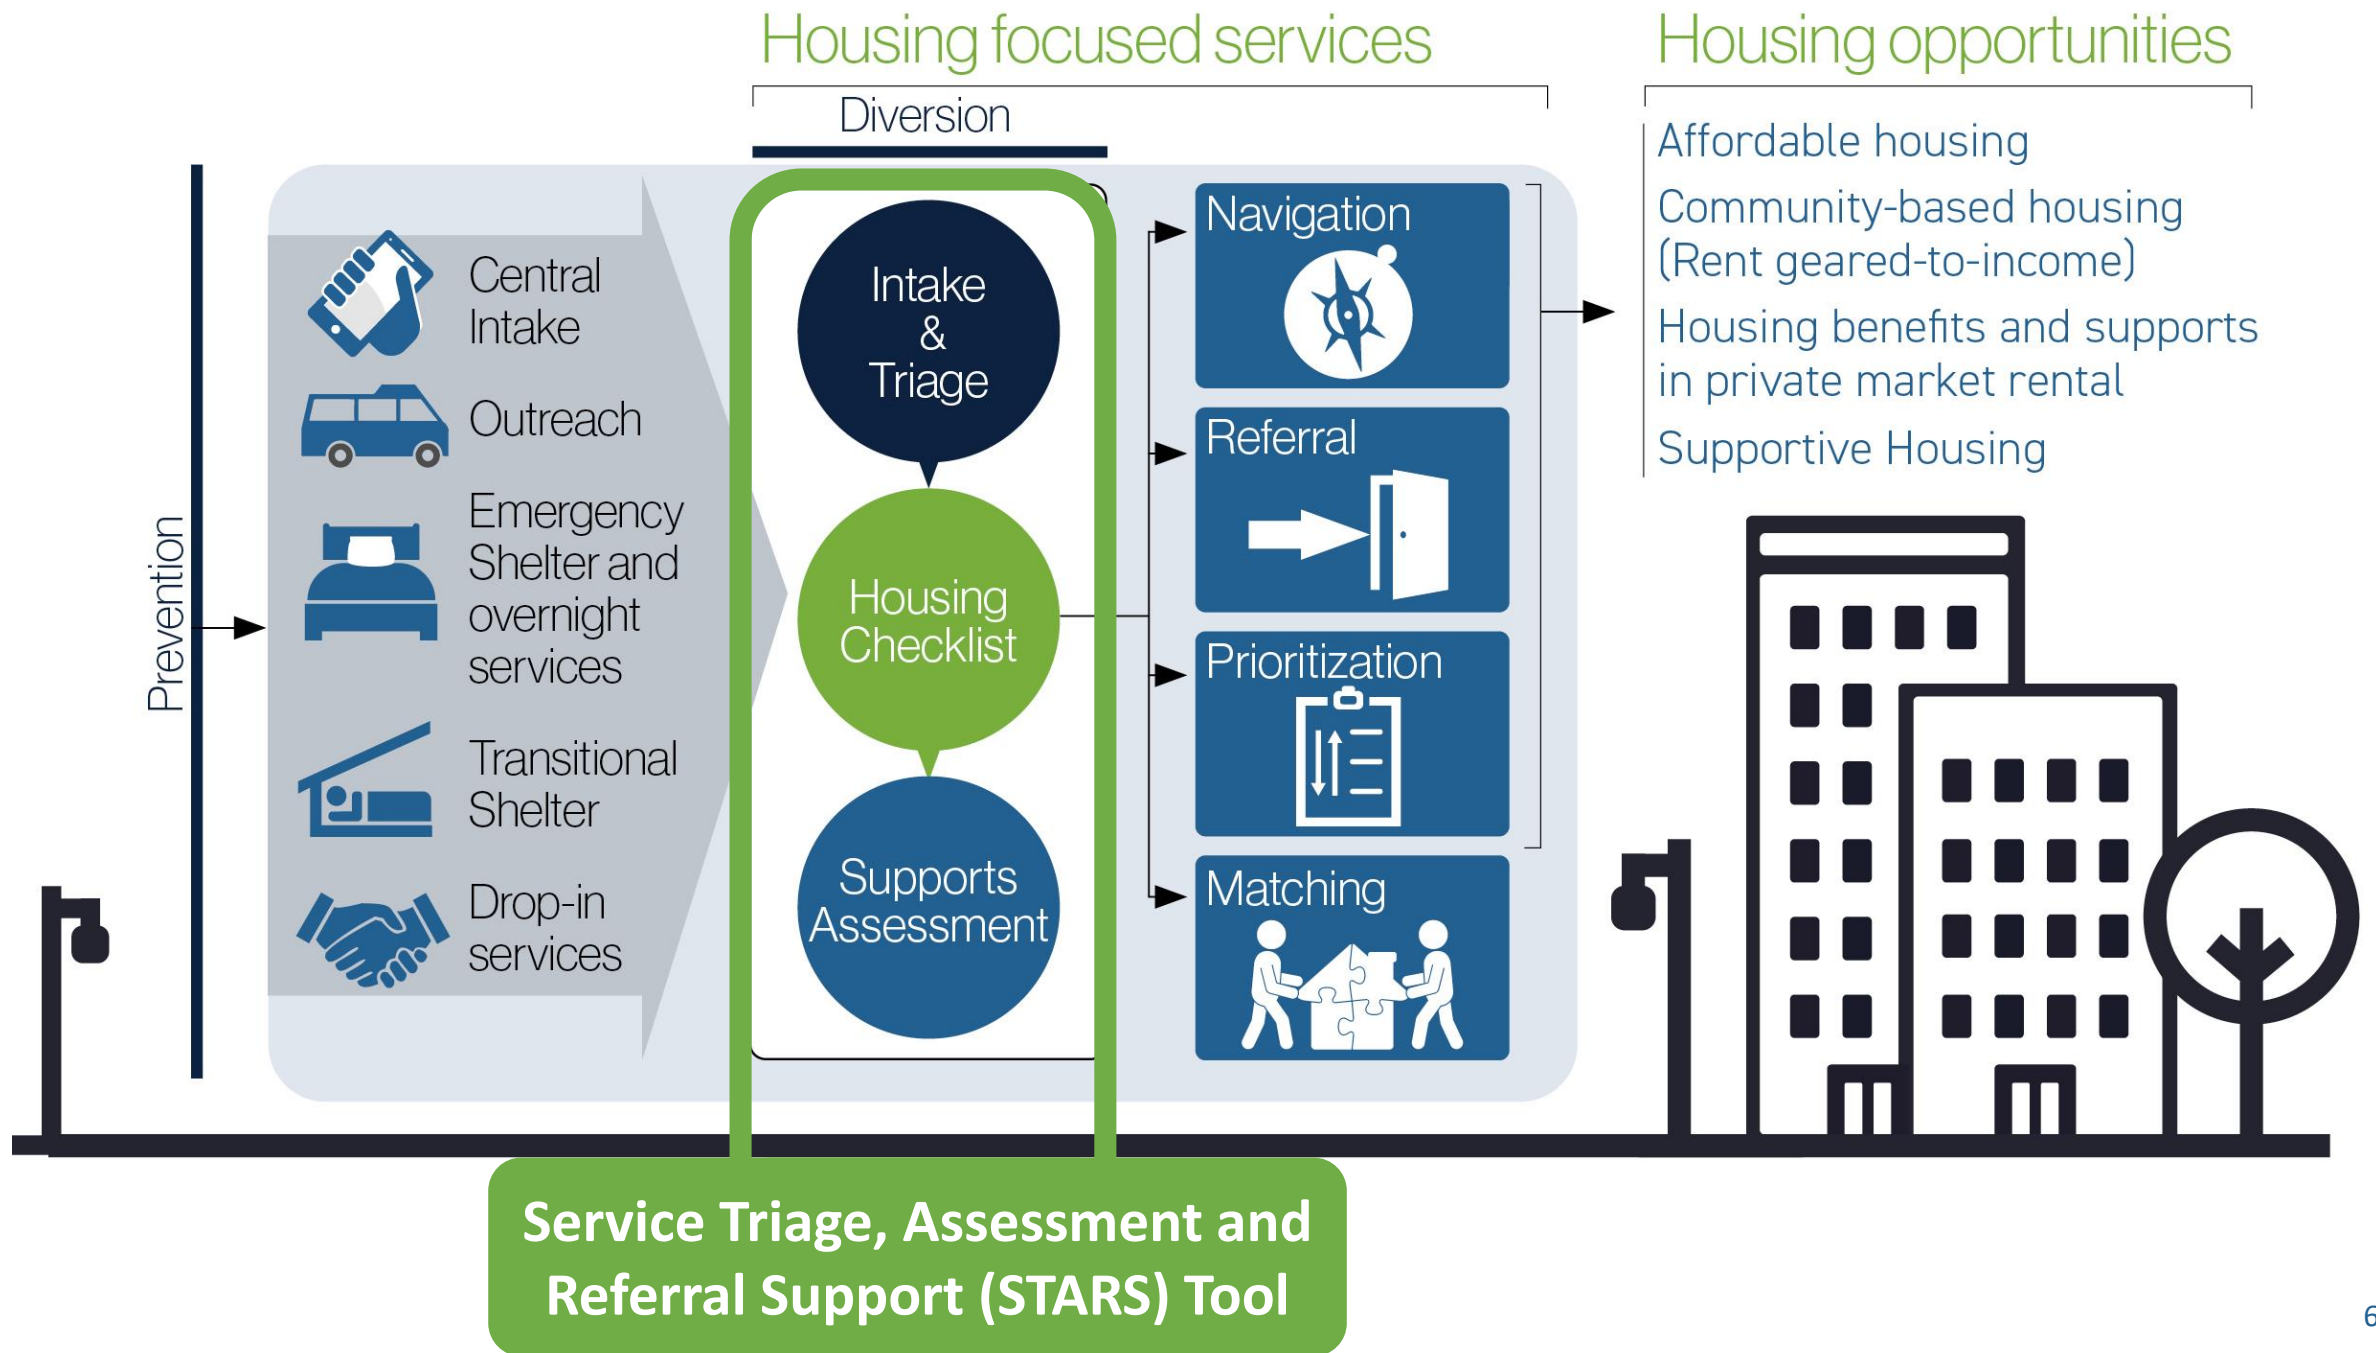 Housing focused services
Housing opportunities
Diversion
Prevention
Central
Intake
Outreach
Emergency
Shelter and
overnight
services
Transitional
Shelter
Drop-in
services
Intake
&
Triage
Housing
Checklist
Supports
Assessment
Navigation
Referral
Prioritization
Matching
Affordable housing
Community-based housing
(Rent geared-to-income)
Housing benefits and supports
in private market rental
Supportive Housing
Service Triage, Assessment and
Referral Support (STARS) Tool
6